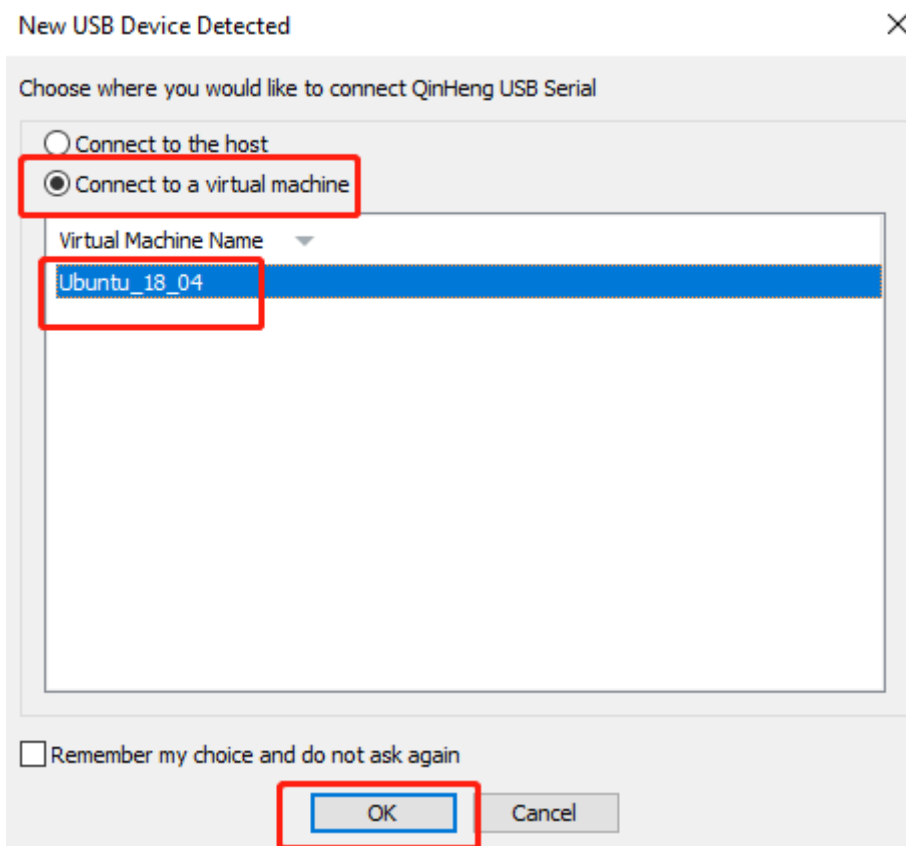 New USB Device Detected
Choose where you would like to connect QinHeng USB Serial
Connect to the host
Connect to a virtual machine
Virtual Machine Name
Ubuntu_18_04
Remember my choice and do not ask again
OK Cancel